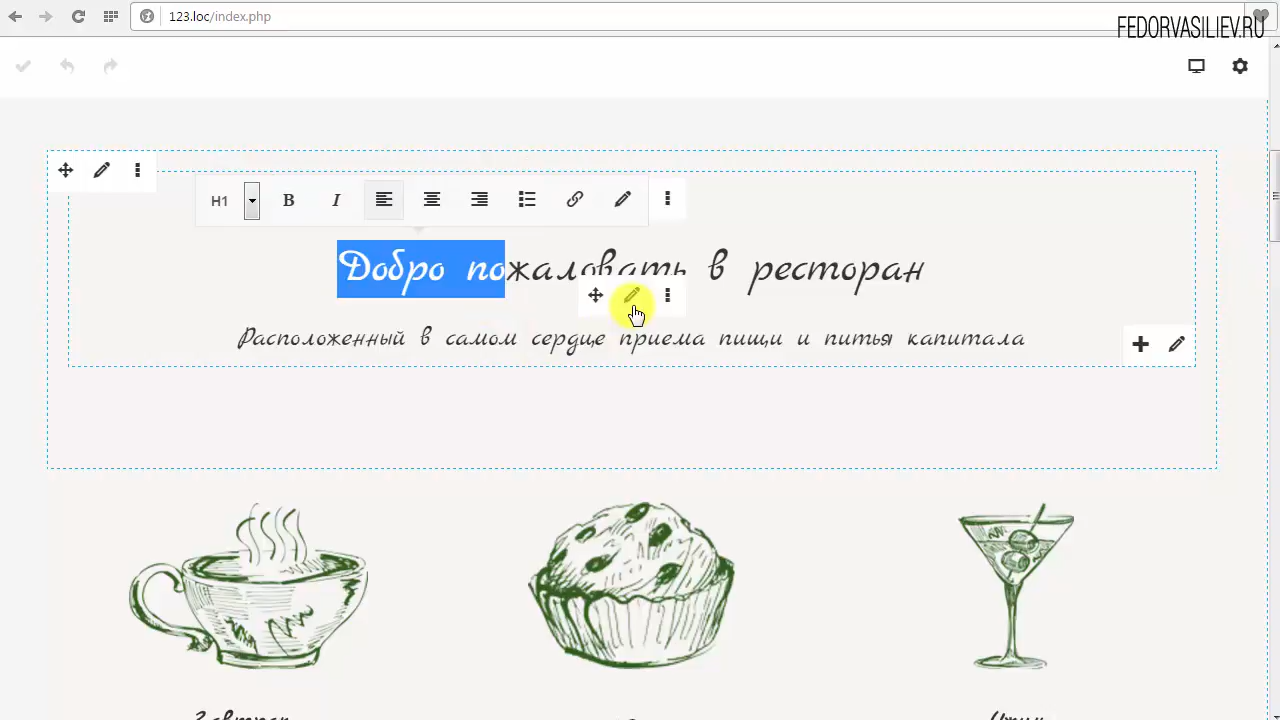 123.loc/index.php
FEDORVASILIEV.RU
H1 B I
Добро пожаловать в ресторан
Расположенный в самом сердце приема пищи и питья капитала